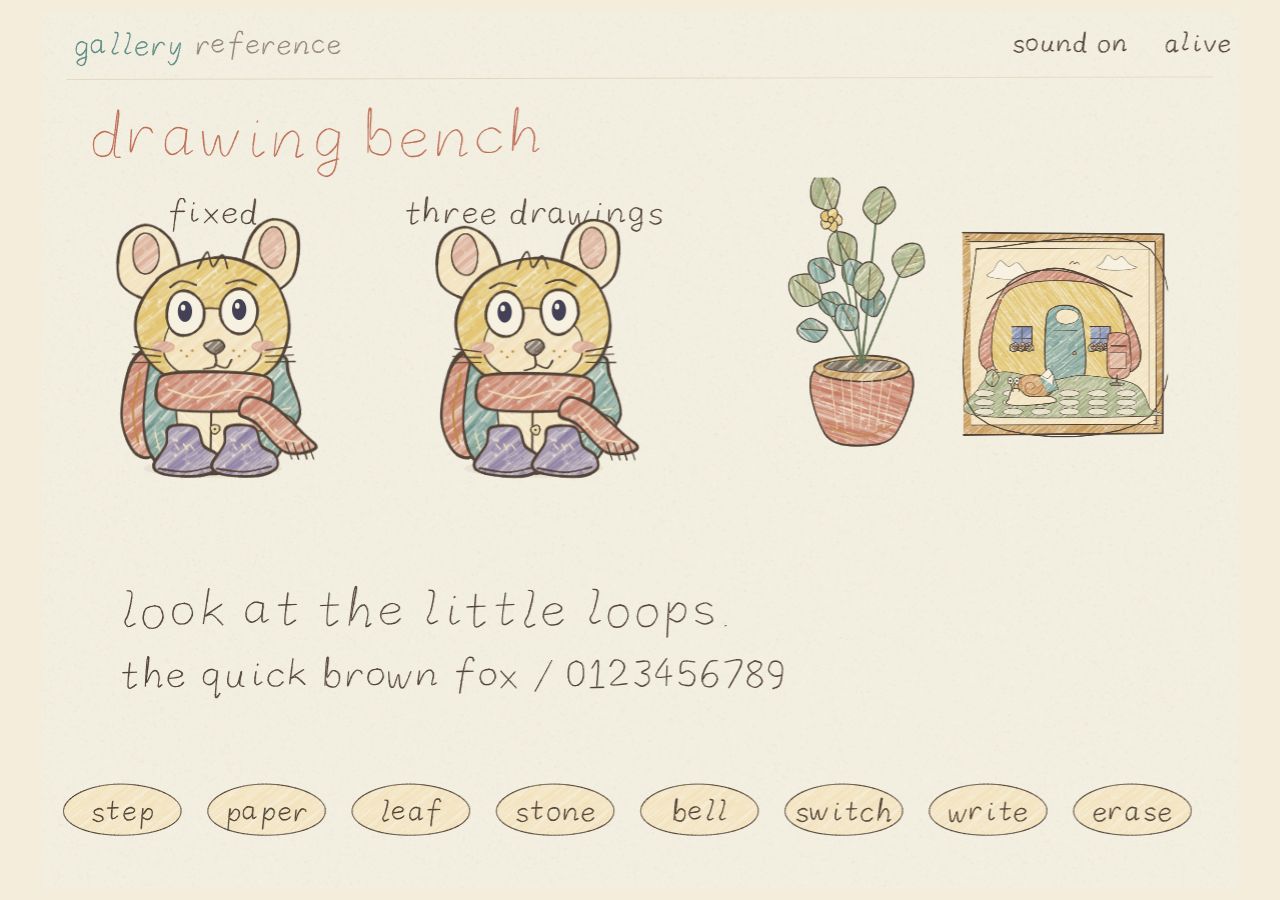 gallery reference
sound on alive
drawing bench
fixed
three drawings
look at the little loops.
the quick brown fox / 0123456789
step
paper
leaf
stone
bell
switch
write
erase